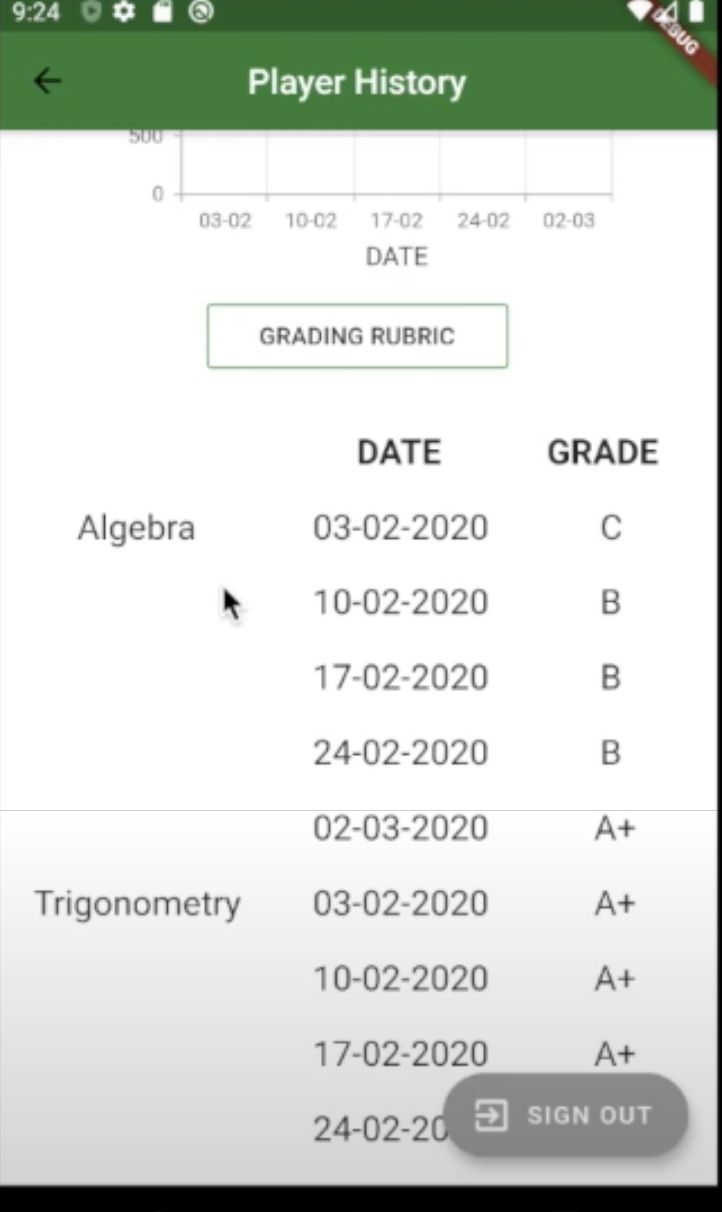 9:24
DEBUG
Player History
500
0
03-02 10-02 17-02 24-02 02-03
DATE
GRADING RUBRIC
DATE GRADE
Algebra 03-02-2020 C
10-02-2020 B
17-02-2020 B
24-02-2020 B
02-03-2020 A+
Trigonometry 03-02-2020 A+
10-02-2020 A+
17-02-2020 A+
24-02-20
SIGN OUT